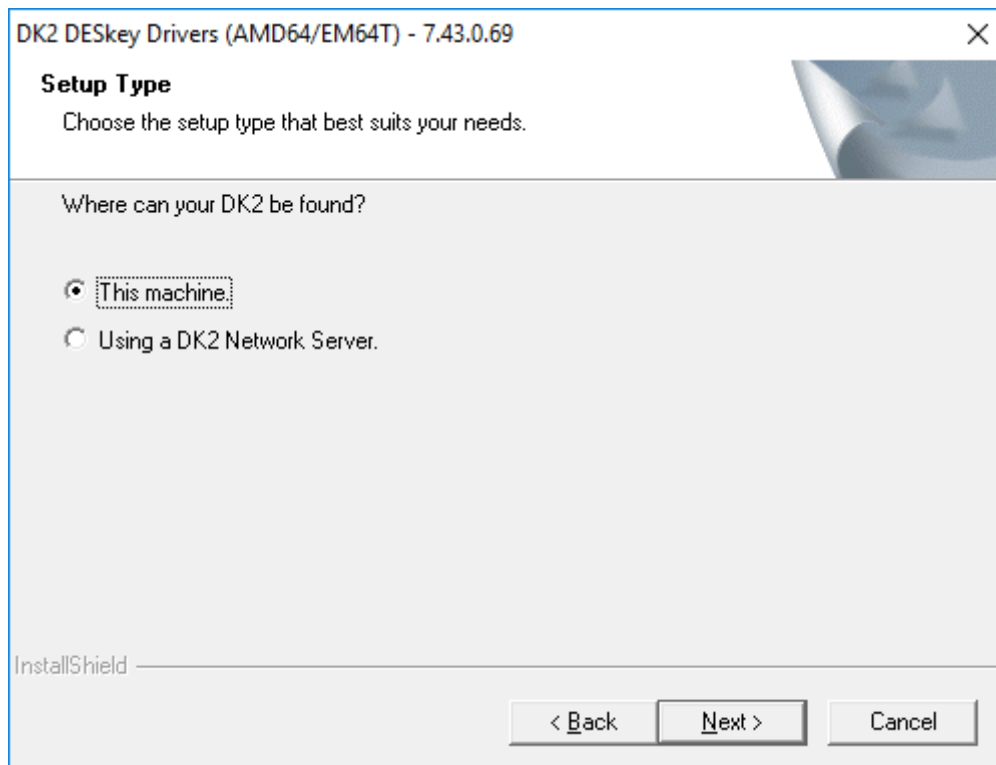 DK2 DESkey Drivers (AMD64/EM64T) - 7.43.0.69
Setup Type
Choose the setup type that best suits your needs.
Where can your DK2 be found?
This machine.
Using a DK2 Network Server.
InstallShield
< Back Next > Cancel